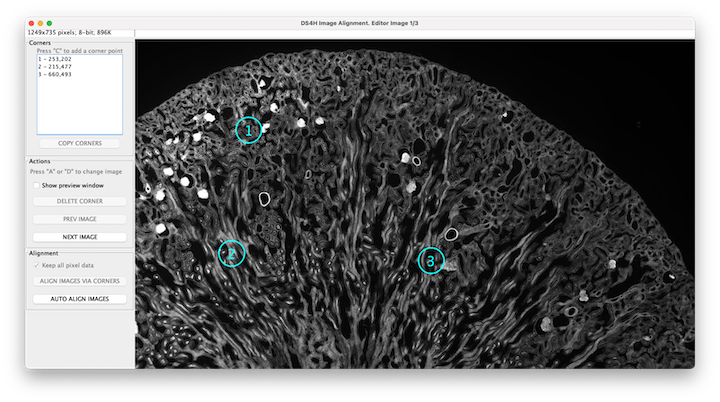 DS4H Image Alignment. Editor Image 1/3
1249x735 pixels; 8-bit, 896K
Corners
Press "C" to add a corner point
1 - 253,202
2 - 215,477
3 - 660,493
COPY CORNERS
Actions
Press "A" or "D" to change image
Show preview window
DELETE CORNER
PREV IMAGE
NEXT IMAGE
Alignment
Keep all pixel data
ALIGN IMAGES VIA CORNERS
AUTO ALIGN IMAGES
1
2
3